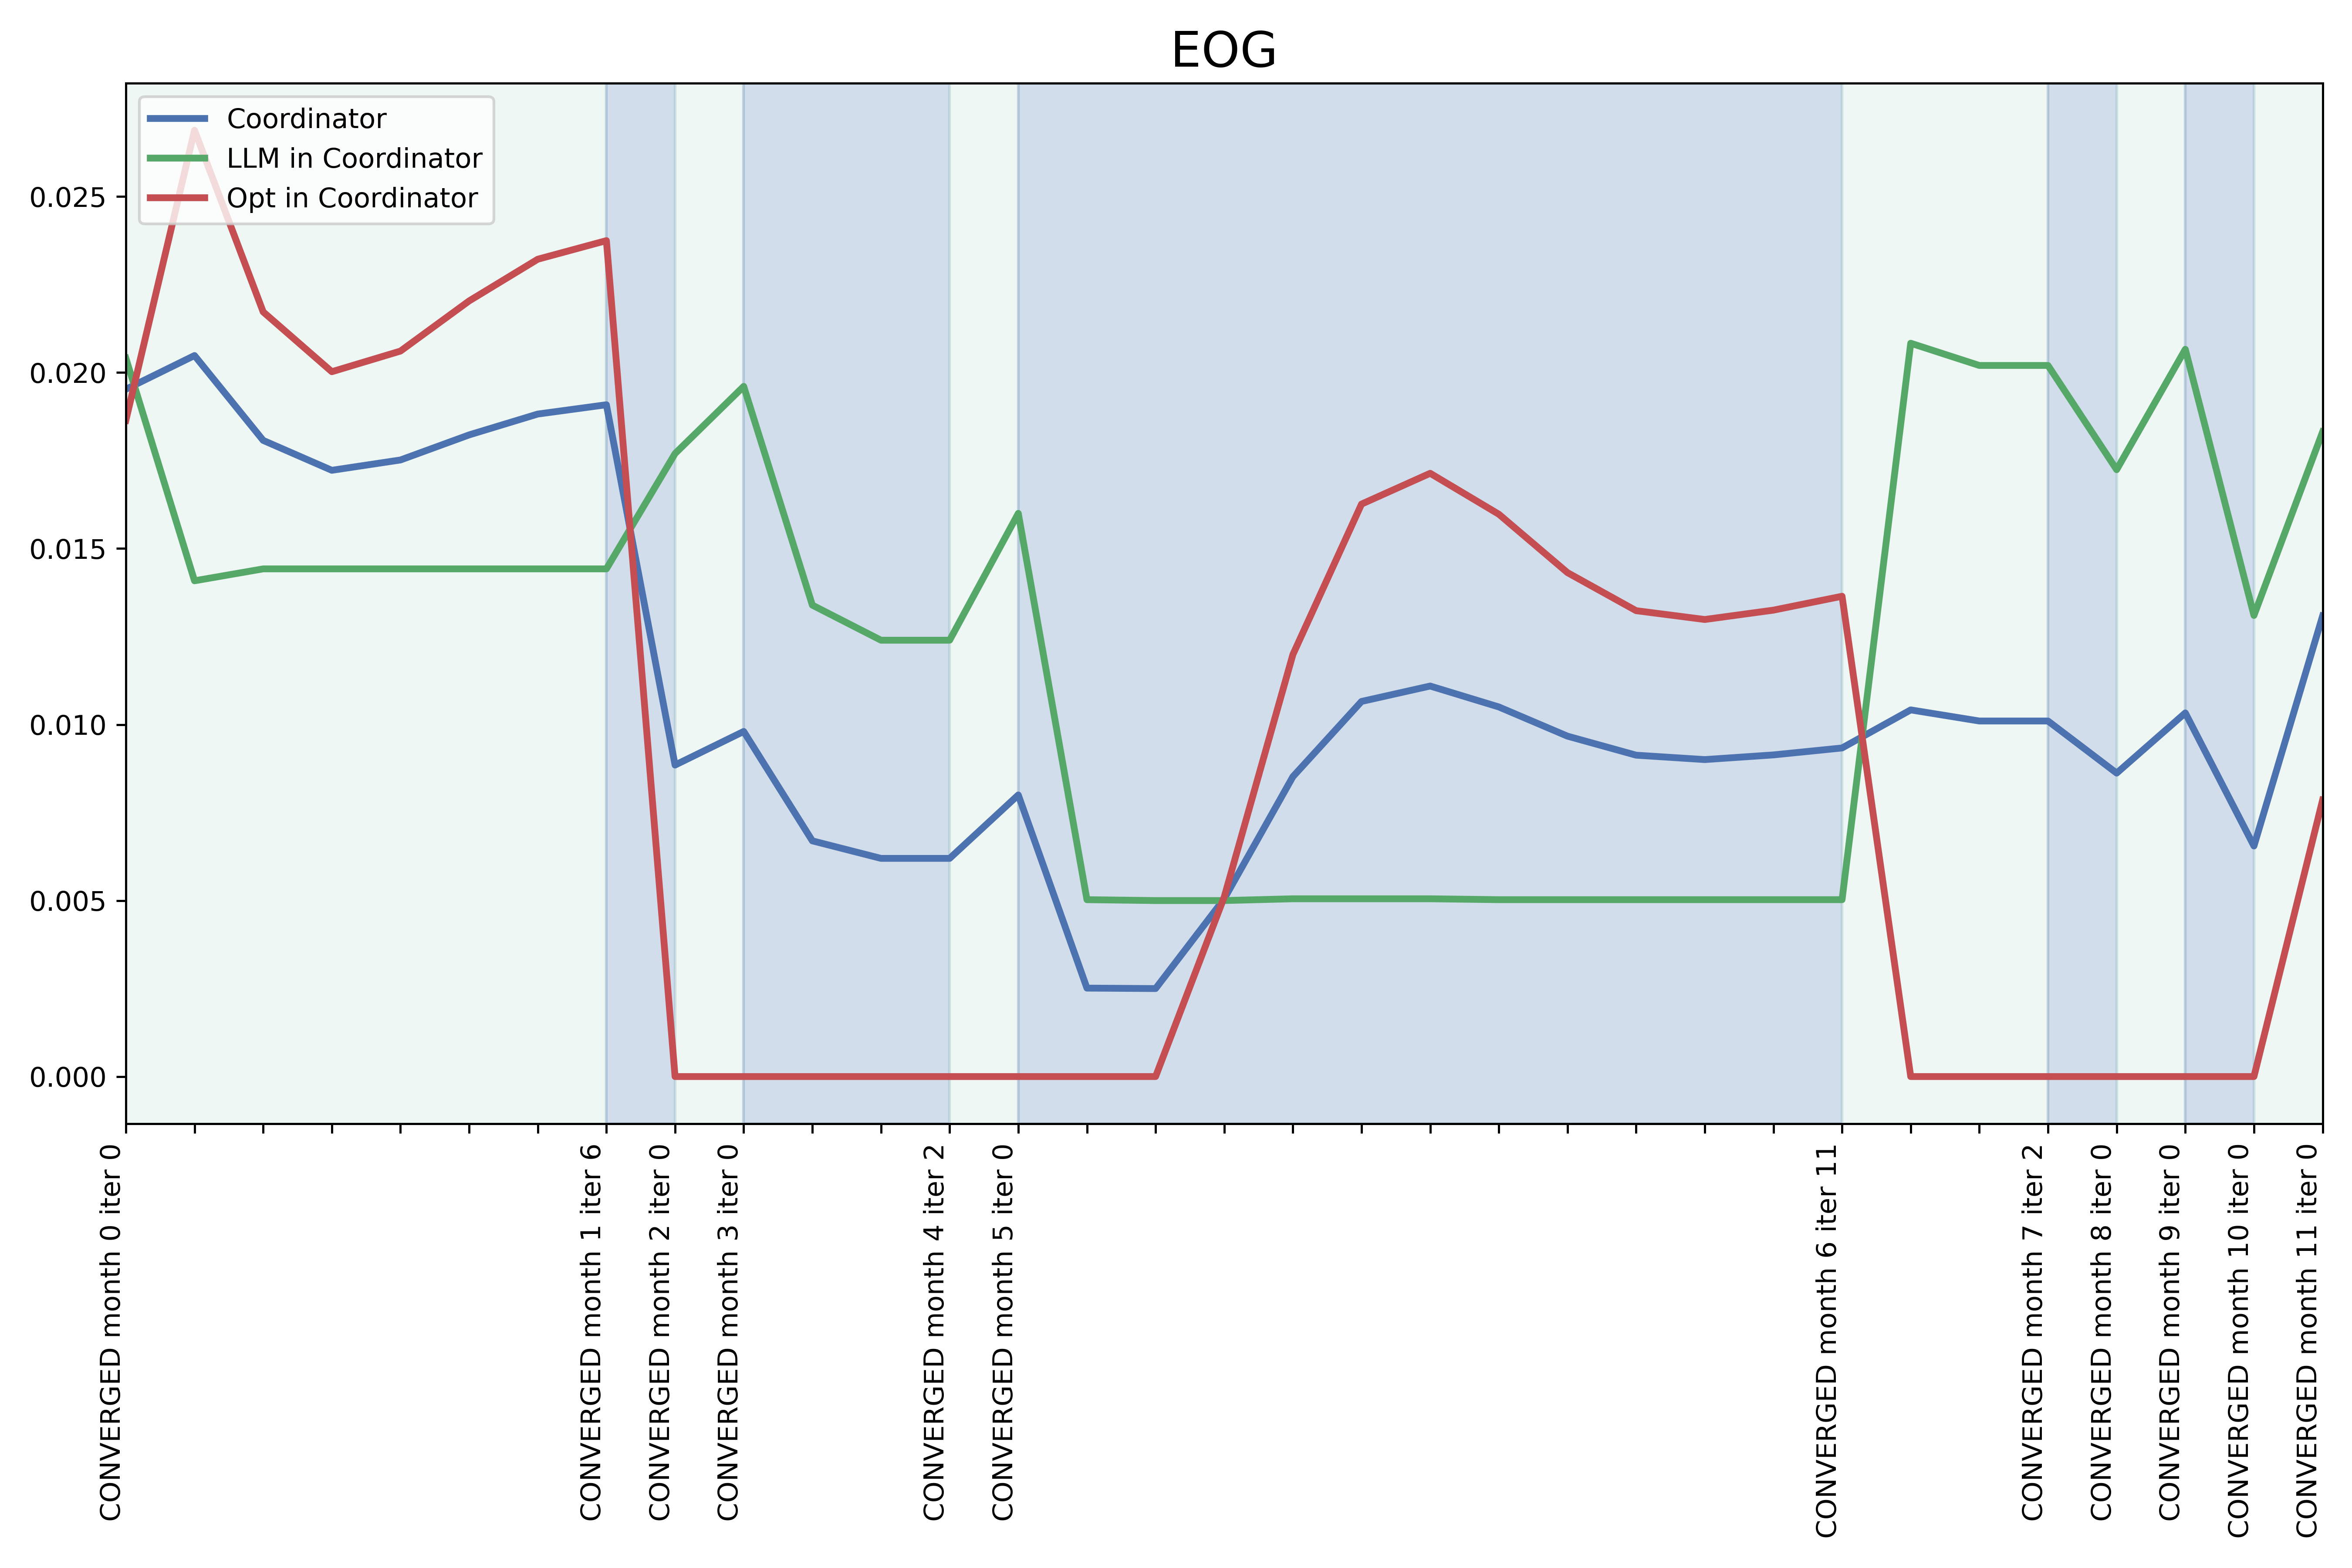 EOG
Coordinator
LLM in Coordinator
Opt in Coordinator
0.025
0.020
0.015
0.010
0.005
0.000
CONVERGED month 0 iter 0
CONVERGED month 1 iter 6
CONVERGED month 2 iter 0
CONVERGED month 3 iter 0
CONVERGED month 4 iter 2
CONVERGED month 5 iter 0
CONVERGED month 6 iter 11
CONVERGED month 7 iter 2
CONVERGED month 8 iter 0
CONVERGED month 9 iter 0
CONVERGED month 10 iter 0
CONVERGED month 11 iter 0